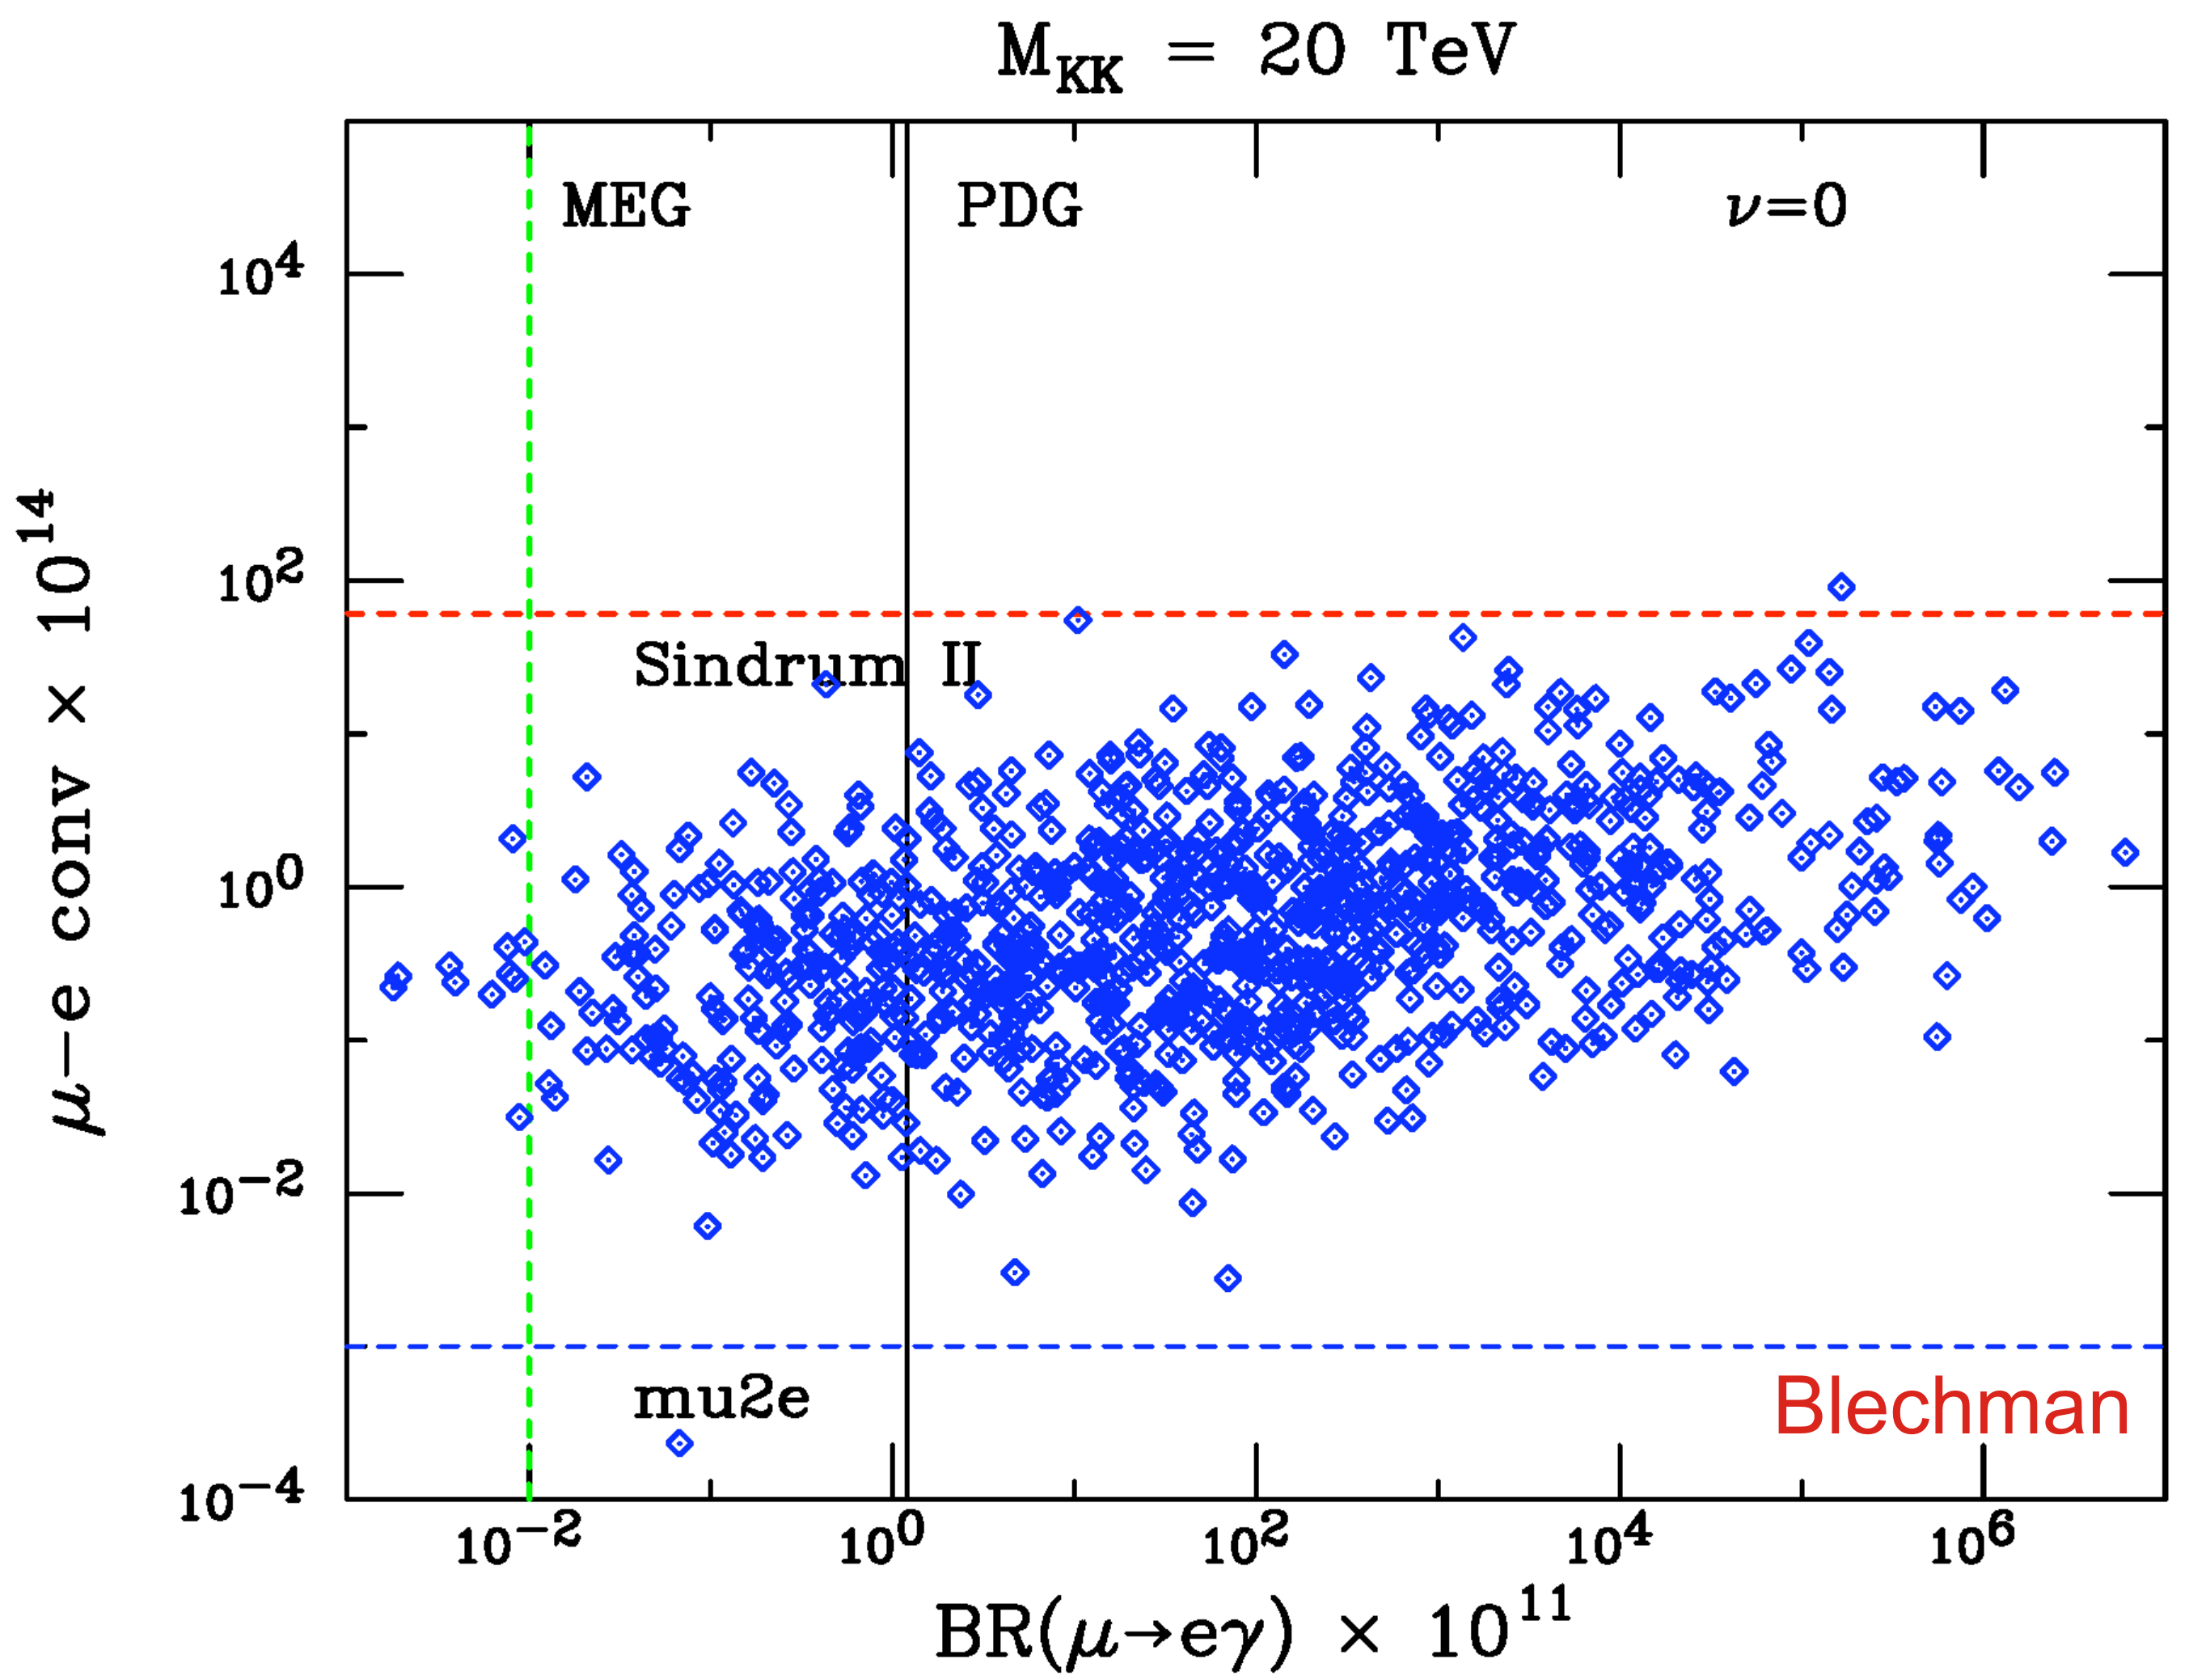 M_KK = 20 TeV
MEG PDG ν=0
10^4
10^2
Sindrum II
10^0
10^-2
mu2e
Blechman
10^-4
10^-2 10^0 10^2 10^4 10^6
μ-e conv × 10^14
BR(μ→eγ) × 10^11